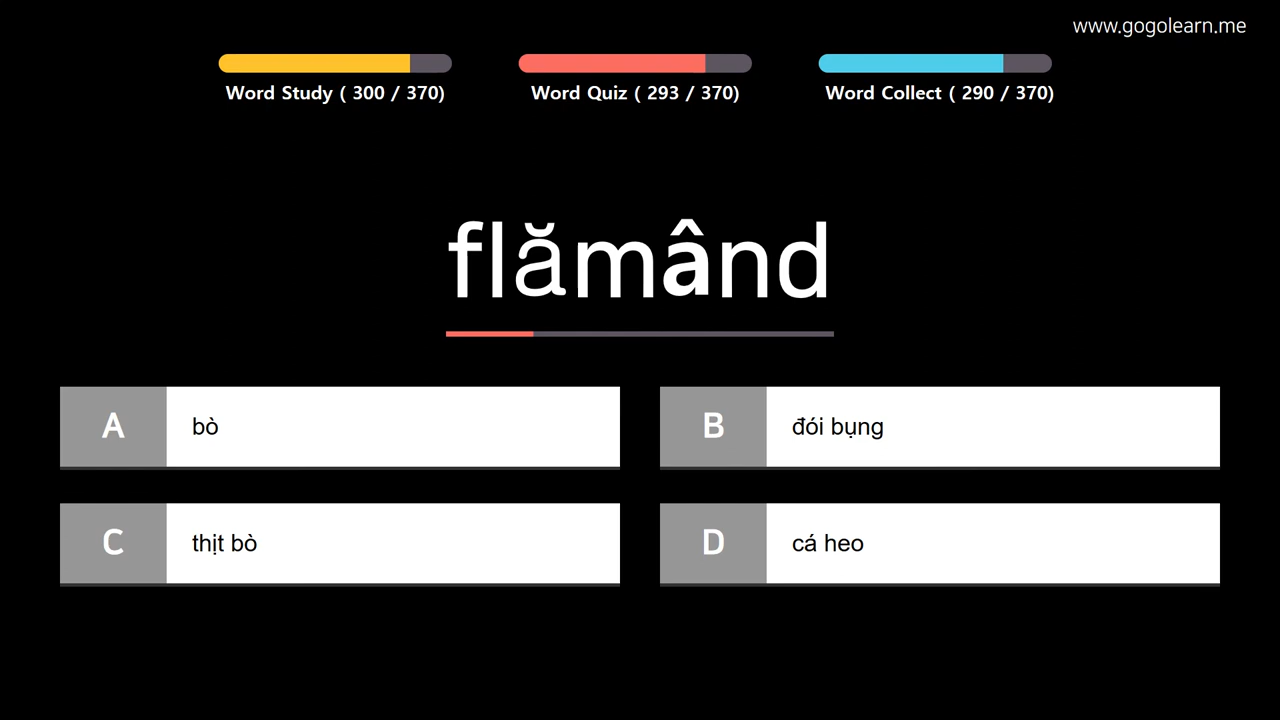 www.gogolearn.me
Word Study ( 300 / 370)
Word Quiz ( 293 / 370)
Word Collect ( 290 / 370)
flămând
A bò
B đói bụng
C thịt bò
D cá heo